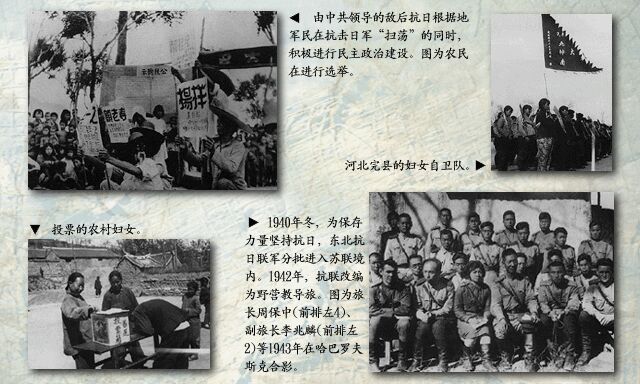 ◀ 由中共领导的敌后抗日根据地
军民在抗击日军“扫荡”的同时，
积极进行民主政治建设。图为农民
在进行选举。
河北完县的妇女自卫队。▶
▼ 投票的农村妇女。
▶ 1940年冬，为保存
力量坚持抗日，东北抗
日联军分批进入苏联境
内。1942年，抗联改编
为野营教导旅。图为旅
长周保中(前排左4)、
副旅长李兆麟(前排左
2)等1943年在哈巴罗夫
斯克合影。